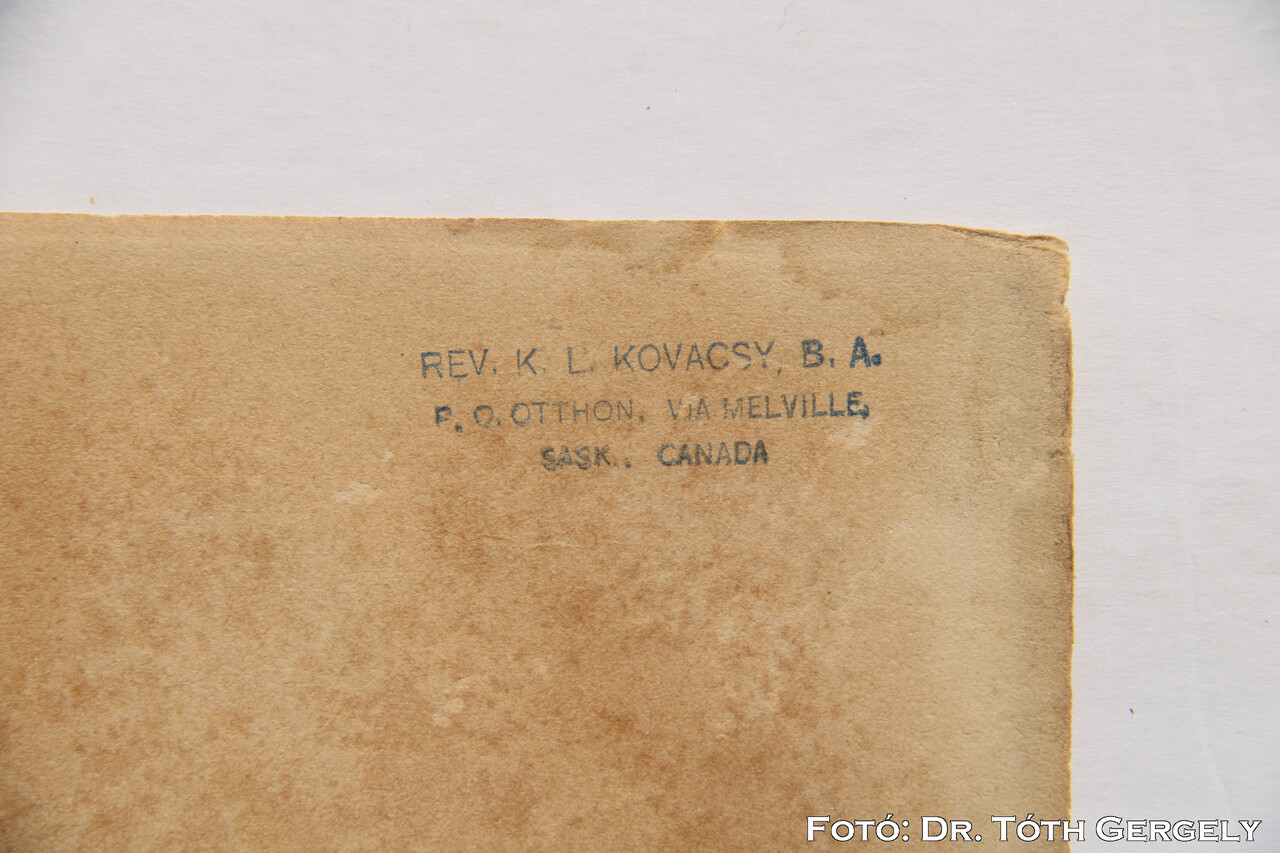 REV. K. L. KOVACSY, B. A.
P. O. OTTHON, VIA MELVILLE,
SASK., CANADA
FOTÓ: DR. TÓTH GERGELY